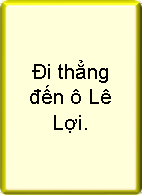 Đi thẳng
đến ô Lê
Lợi.